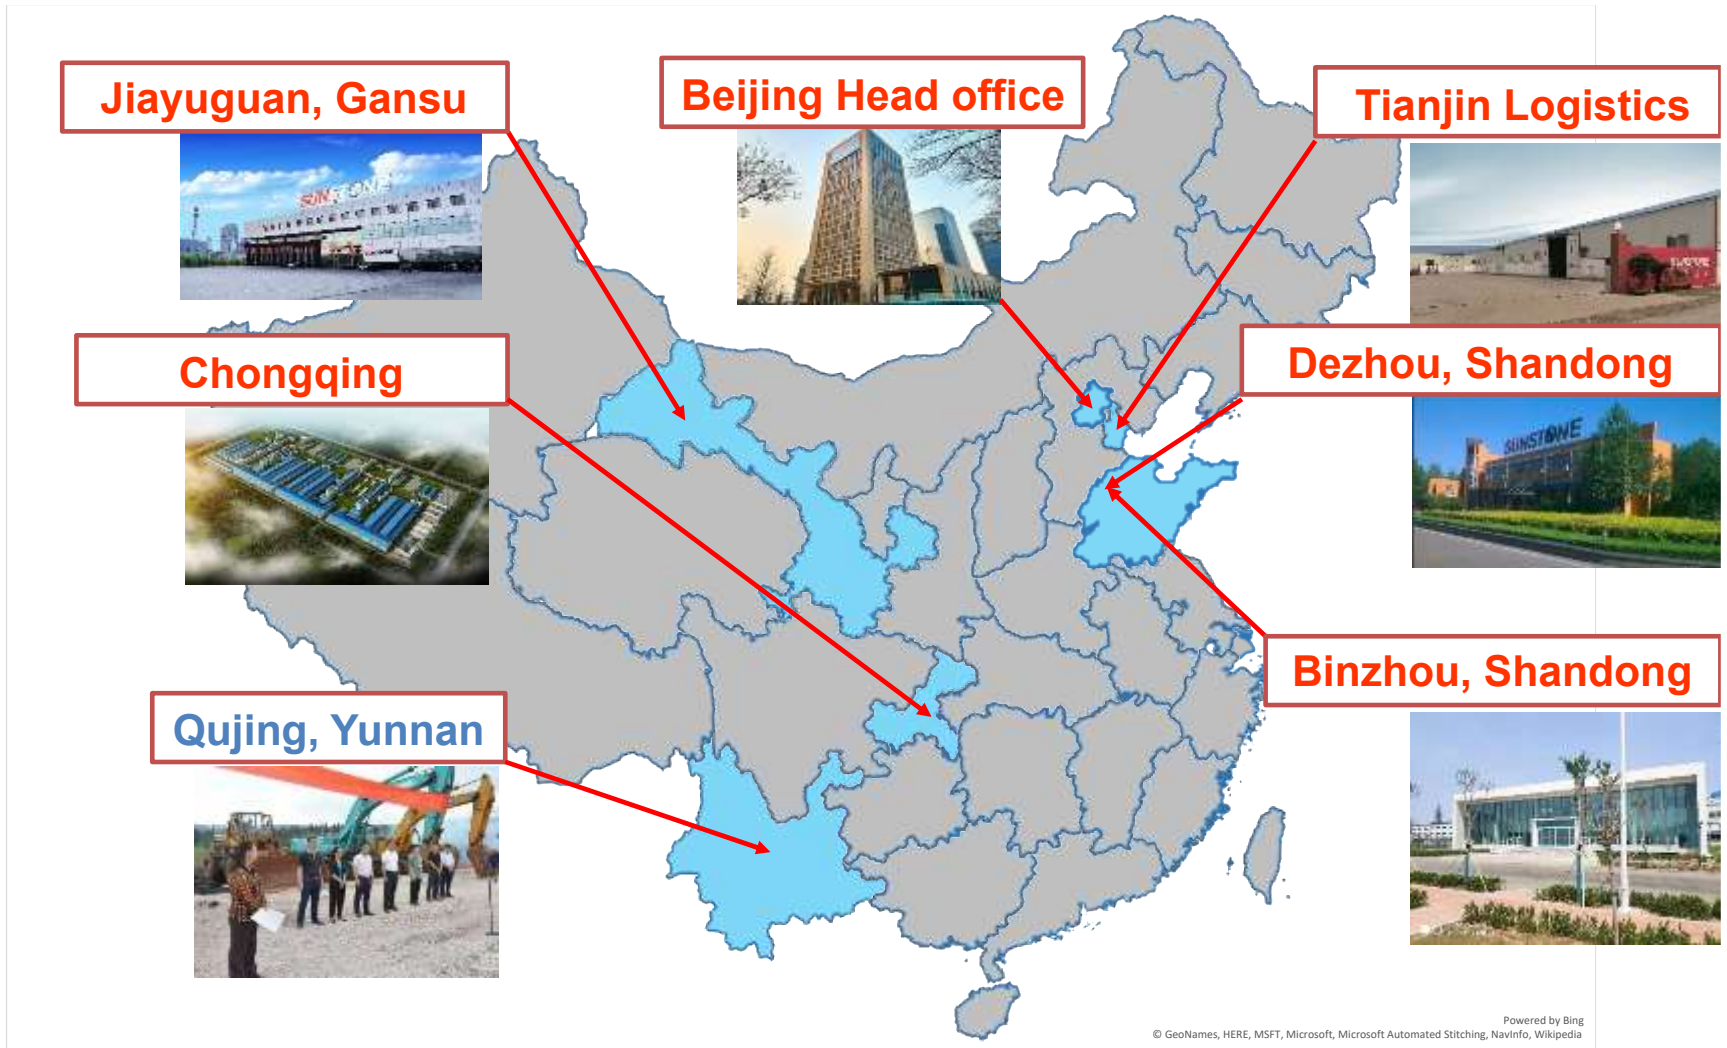 Jiayuguan, Gansu
Beijing Head office
Tianjin Logistics
SUNSTONE
Chongqing
Dezhou, Shandong
SUNSTONE
Binzhou, Shandong
Qujing, Yunnan
Powered by Bing
© GeoNames, HERE, MSFT, Microsoft, Microsoft Automated Stitching, NavInfo, Wikipedia